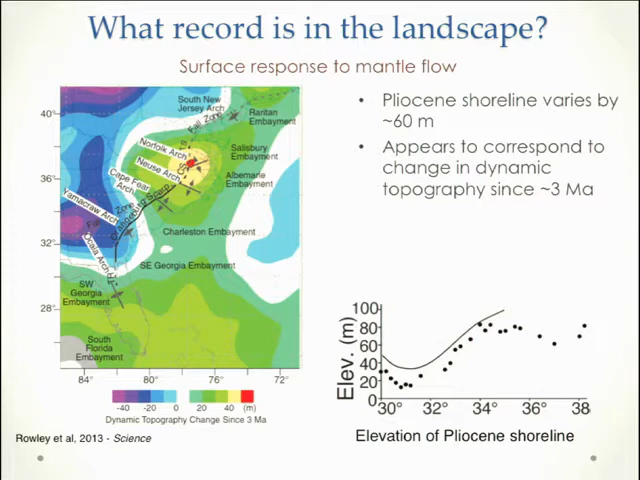 What record is in the landscape?
Surface response to mantle flow
• Pliocene shoreline varies by
~60 m
• Appears to correspond to
change in dynamic
topography since ~3 Ma
40°
36°
32°
28°
84°
80°
76°
72°
South New
Jersey Arch
Fall Zone
Raritan
Embayment
Norfolk Arch
Salisbury
Embayment
Neuse Arch
Albemarle
Embayment
Cape Fear
Arch
Yamacraw Arch
Orangeburg Scarp
Charleston Embayment
Ocala Arch
SE Georgia Embayment
SW
Georgia
Embayment
South
Florida
Embayment
-40 -20 0 20 40 (m)
Dynamic Topography Change Since 3 Ma
Rowley et al, 2013 - Science
Elev. (m)
100
80
60
40
20
0
30° 32° 34° 36° 38
Elevation of Pliocene shoreline